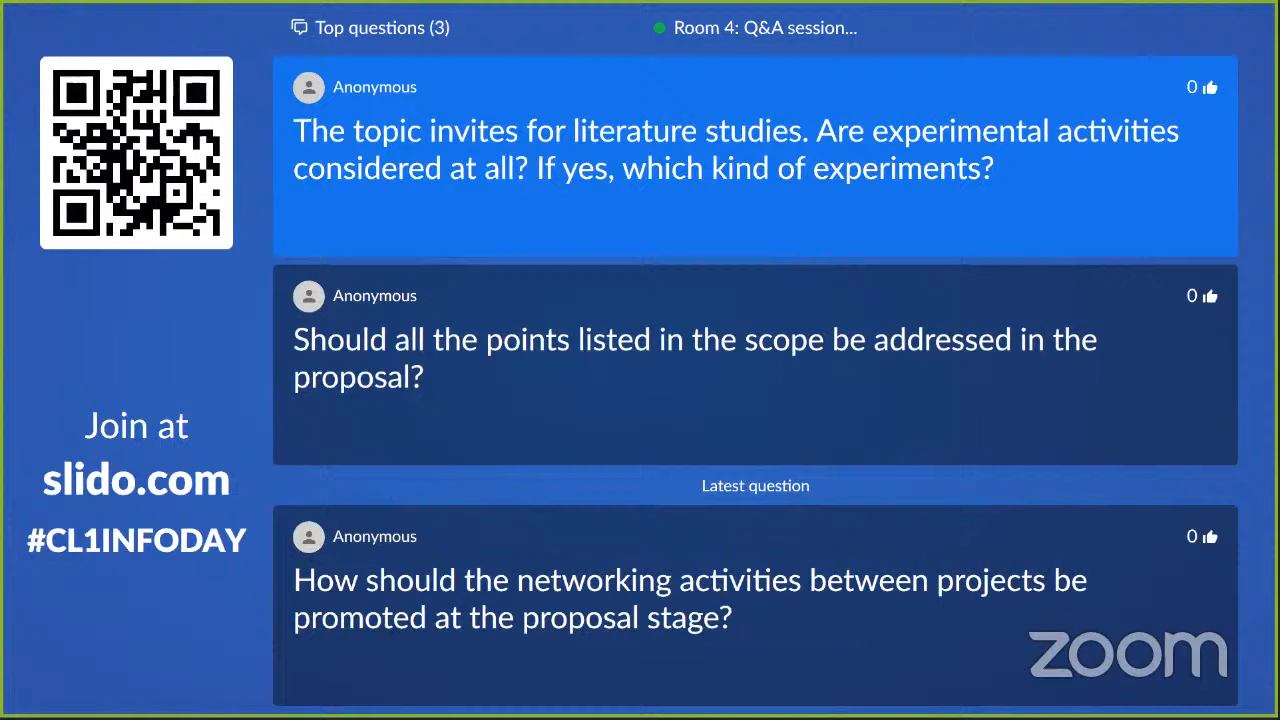 Top questions (3)
Room 4: Q&A session...
Anonymous
0
The topic invites for literature studies. Are experimental activities
considered at all? If yes, which kind of experiments?
Anonymous
0
Should all the points listed in the scope be addressed in the
proposal?
Join at
slido.com
#CL1INFODAY
Latest question
Anonymous
0
How should the networking activities between projects be
promoted at the proposal stage?
zoom